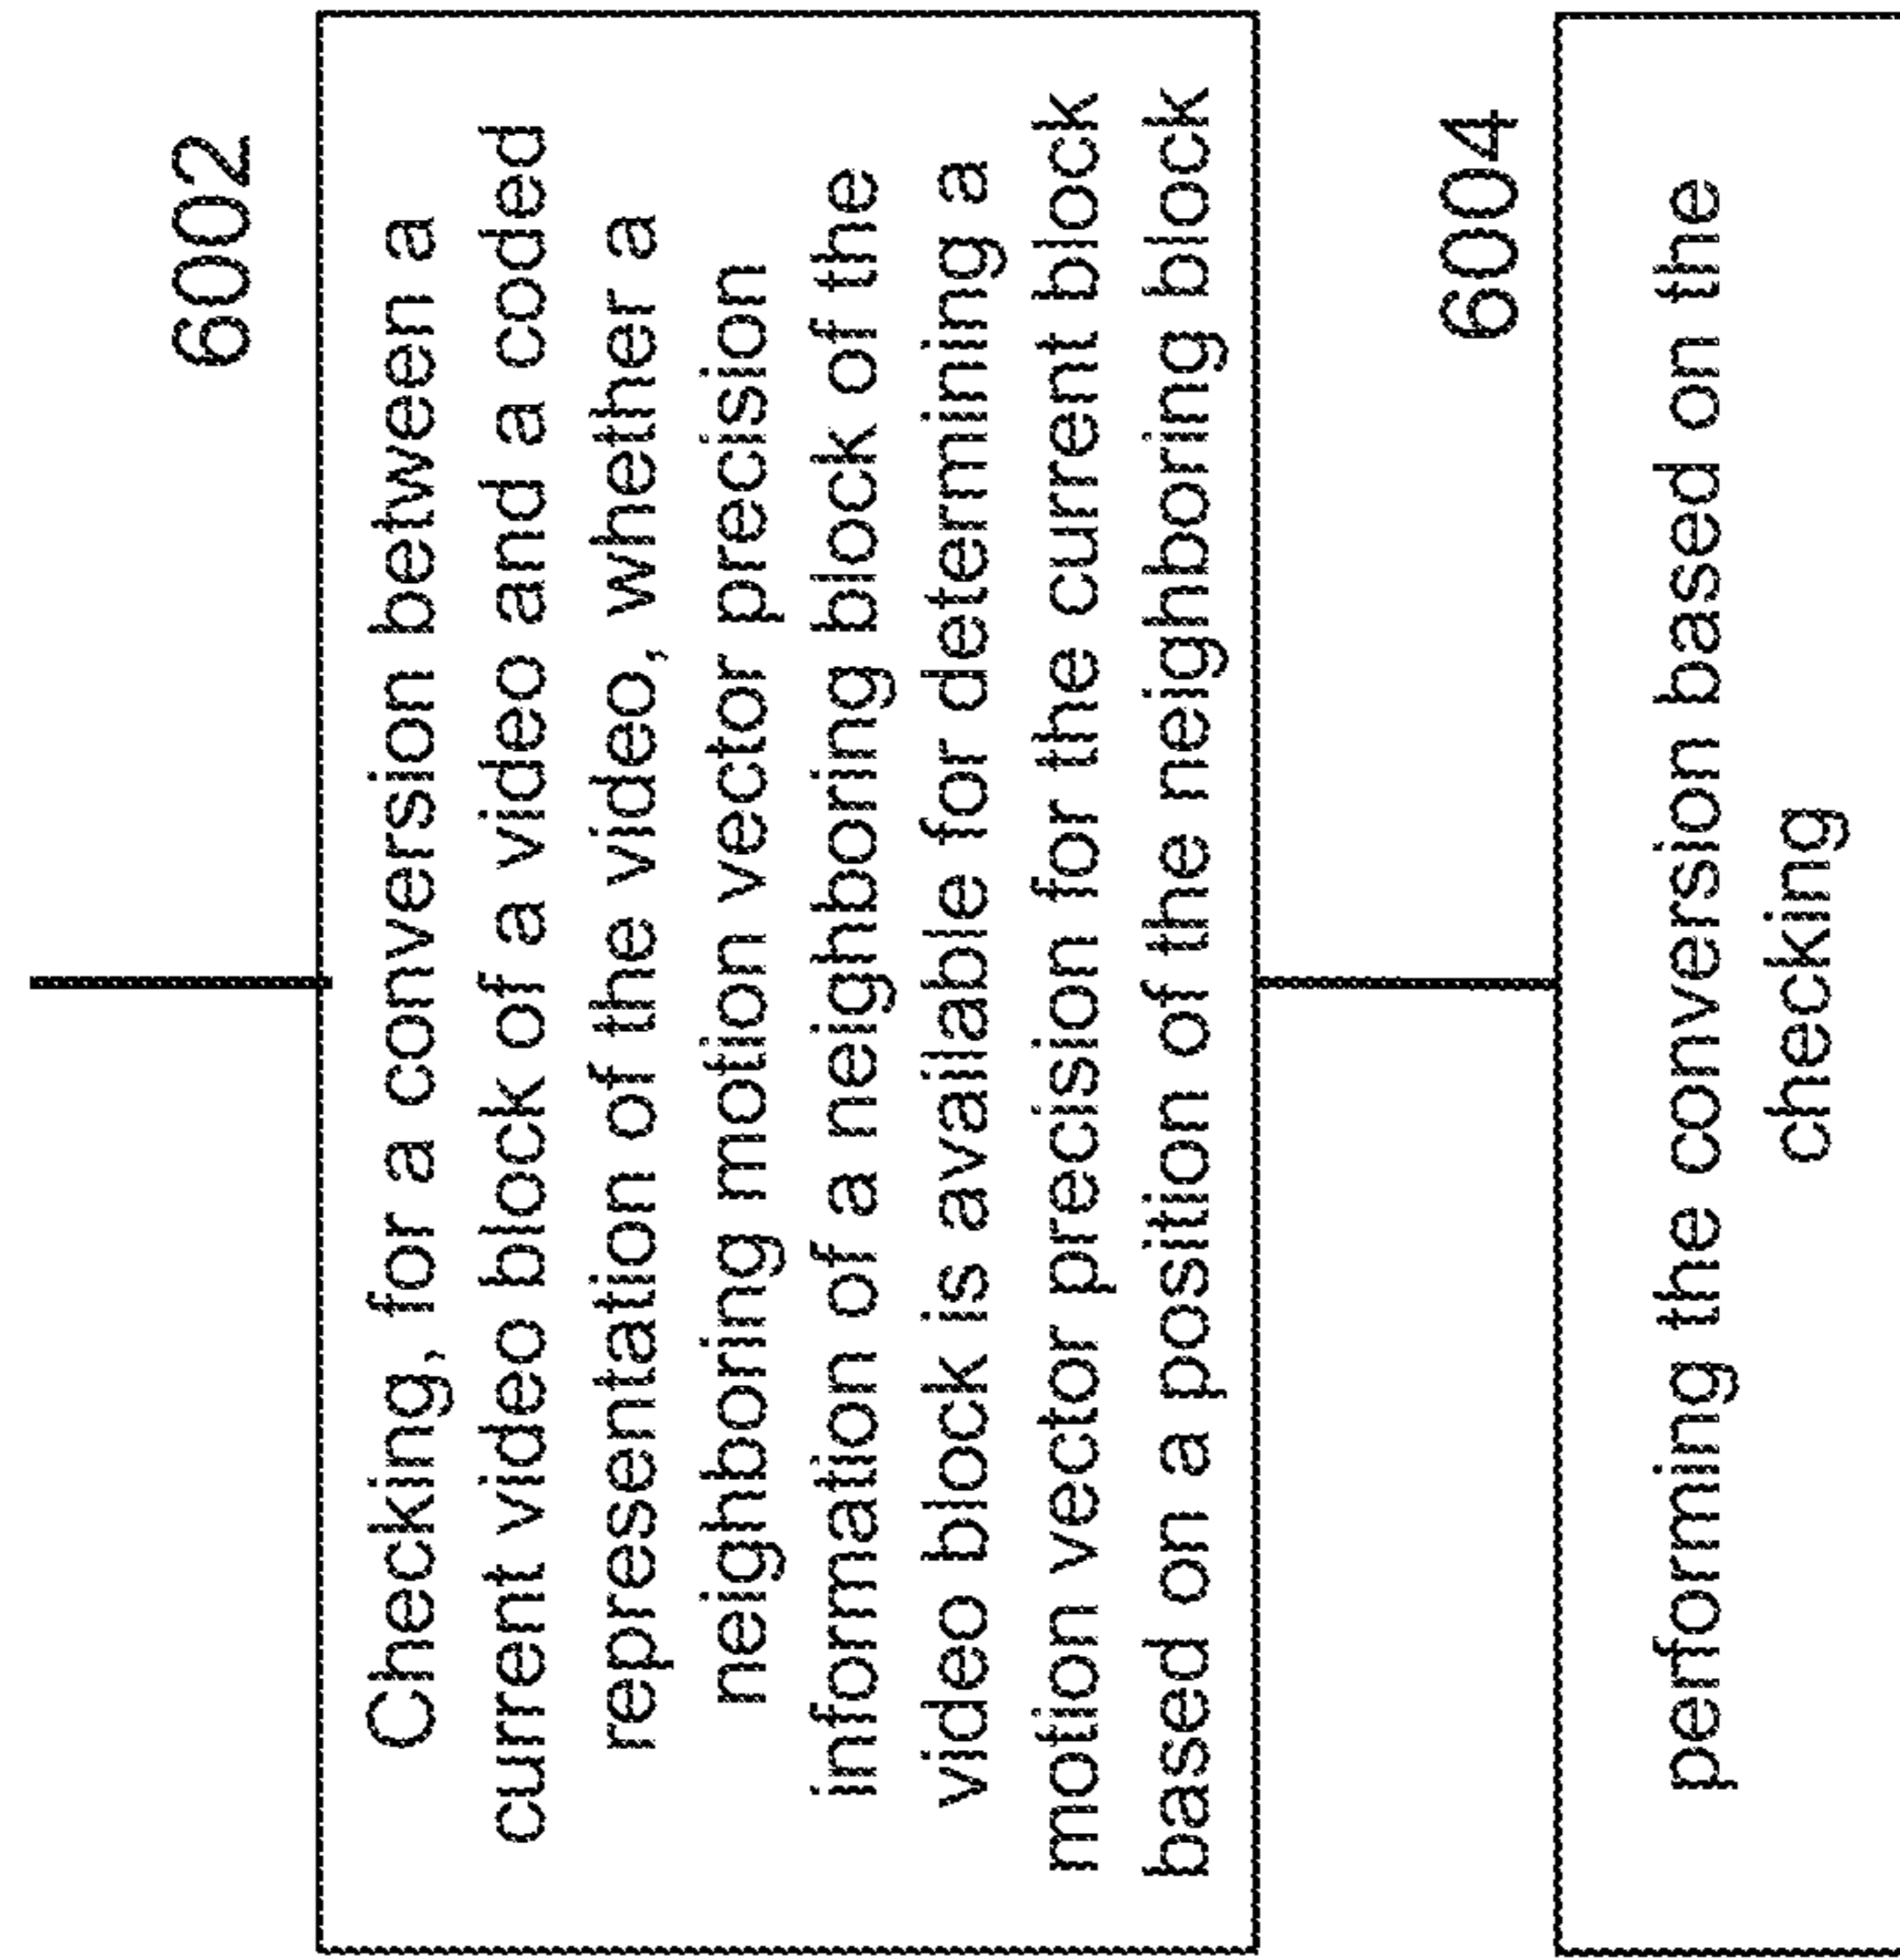 6002
Checking, for a conversion between a
current video block of a video and a coded
representation of the video, whether a
neighboring motion vector precision
information of a neighboring block of the
video block is available for determining a
motion vector precision for the current block
based on a position of the neighboring block
6004
performing the conversion based on the
checking